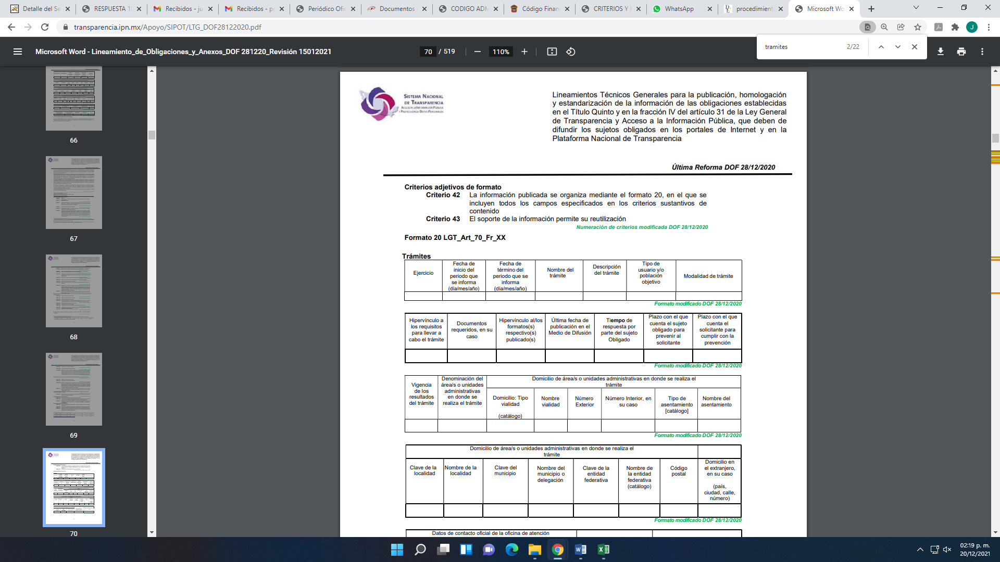 Detalle del Se
RESPUESTA 18
Recibidos - ju
Recibidos - po
Periódico Ofic
Documentos
CODIGO ADM
Código Finan
CRITERIOS Y E
WhatsApp
procedimient
Microsoft Wo
transparencia.ipn.mx/Apoyo/SIPOT/LTG_DOF28122020.pdf
J
Microsoft Word - Lineamiento_de_Obligaciones_y_Anexos_DOF 281220_Revisión 15012021
70 / 519
110%
tramites
2/22
66
67
68
69
70
SISTEMA NACIONAL
DE TRANSPARENCIA
ACCESO A LA INFORMACIÓN PÚBLICA
Y PROTECCIÓN DE DATOS PERSONALES
Lineamientos Técnicos Generales para la publicación, homologación
y estandarización de la información de las obligaciones establecidas
en el Título Quinto y en la fracción IV del artículo 31 de la Ley General
de Transparencia y Acceso a la Información Pública, que deben de
difundir los sujetos obligados en los portales de Internet y en la
Plataforma Nacional de Transparencia
Última Reforma DOF 28/12/2020
Criterios adjetivos de formato
Criterio 42 La información publicada se organiza mediante el formato 20, en el que se
incluyen todos los campos especificados en los criterios sustantivos de
contenido
Criterio 43 El soporte de la información permite su reutilización
Numeración de criterios modificada DOF 28/12/2020
Formato 20 LGT_Art_70_Fr_XX
Trámites
Ejercicio
Fecha de
inicio del
periodo que
se informa
(día/mes/año)
Fecha de
término del
periodo que se
informa
(día/mes/año)
Nombre del
trámite
Descripción
del trámite
Tipo de
usuario y/o
población
objetivo
Modalidad de trámite
Formato modificado DOF 28/12/2020
Hipervínculo a
los requisitos
para llevar a
cabo el trámite
Documentos
requeridos, en su
caso
Hipervínculo al/los
formatos(s)
respectivo(s)
publicado(s)
Última fecha de
publicación en el
Medio de Difusión
Tiempo de
respuesta por
parte del sujeto
Obligado
Plazo con el que
cuenta el sujeto
obligado para
prevenir al
solicitante
Plazo con el que
cuenta el
solicitante para
cumplir con la
prevención
Formato modificado DOF 28/12/2020
Vigencia
de los
resultados
del trámite
Denominación del
área/s o unidades
administrativas
en donde se
realiza el trámite
Domicilio de área/s o unidades administrativas en donde se realiza el
trámite
Domicilio: Tipo
vialidad
(catálogo)
Nombre
vialidad
Número
Exterior
Número Interior, en
su caso
Tipo de
asentamiento
[catálogo]
Nombre del
asentamiento
Formato modificado DOF 28/12/2020
Domicilio de área/s o unidades administrativas en donde se realiza el
trámite
Clave de la
localidad
Nombre de la
localidad
Clave del
municipio
Nombre del
municipio o
delegación
Clave de la
entidad
federativa
Nombre de
la entidad
federativa
(catálogo)
Código
postal
Domicilio en
el extranjero,
en su caso
(país,
ciudad, calle,
número)
Formato modificado DOF 28/12/2020
Datos de contacto oficial de la oficina de atención
02:19 p. m.
20/12/2021